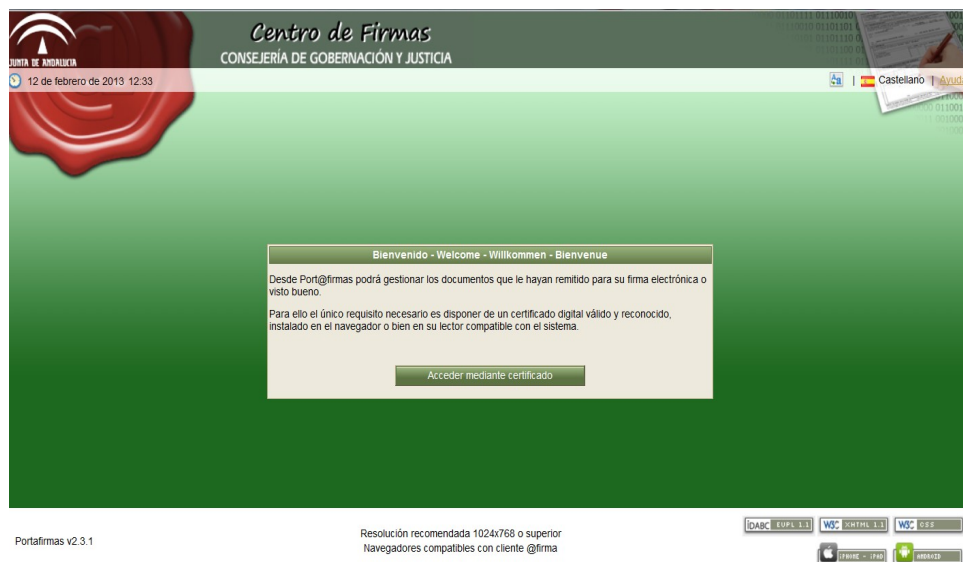 Centro de Firmas
CONSEJERÍA DE GOBERNACIÓN Y JUSTICIA
JUNTA DE ANDALUCIA
12 de febrero de 2013 12:33
Castellano | Ayud
Bienvenido - Welcome - Willkommen - Bienvenue
Desde Port@firmas podrá gestionar los documentos que le hayan remitido para su firma electrónica o
visto bueno.
Para ello el único requisito necesario es disponer de un certificado digital válido y reconocido,
instalado en el navegador o bien en su lector compatible con el sistema.
Acceder mediante certificado
Portafirmas v2.3.1
Resolución recomendada 1024x768 o superior
Navegadores compatibles con cliente @firma
IDABC EUPL 1.1
W3C XHTML 1.1
W3C CSS
IPHONE - IPAD
ANDROID